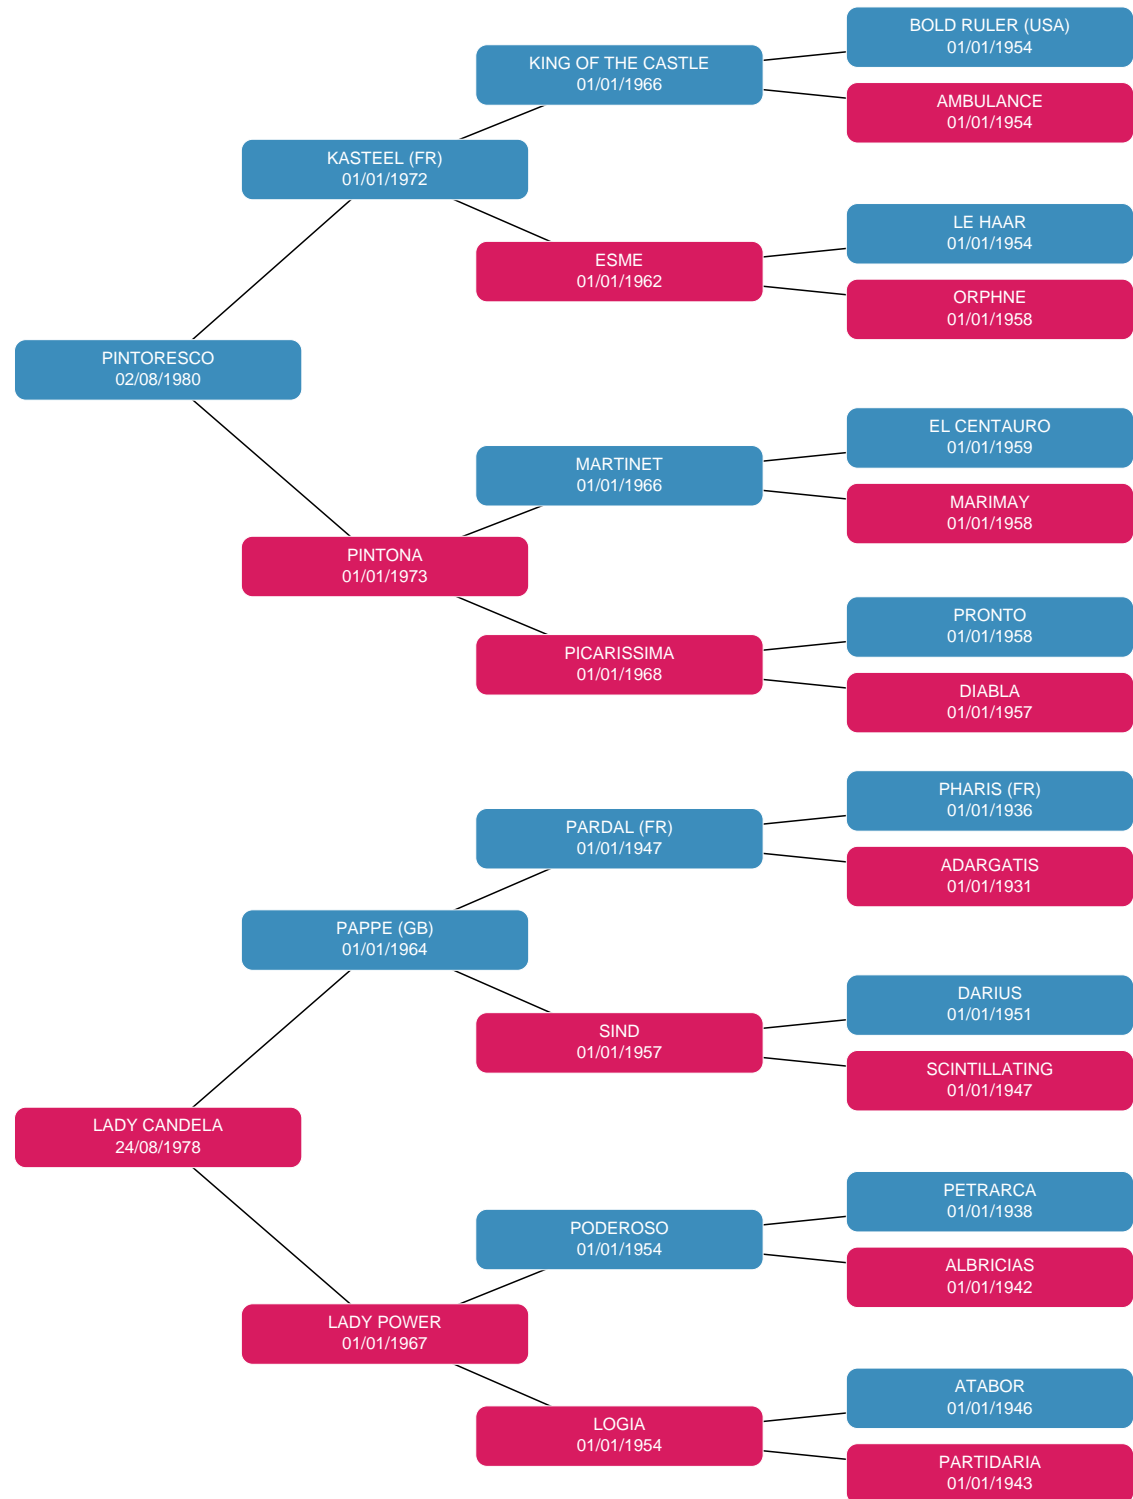 BOLD RULER (USA)
01/01/1954
KING OF THE CASTLE
01/01/1966
AMBULANCE
01/01/1954
KASTEEL (FR)
01/01/1972
LE HAAR
01/01/1954
ESME
01/01/1962
ORPHNE
01/01/1958
PINTORESCO
02/08/1980
EL CENTAURO
01/01/1959
MARTINET
01/01/1966
MARIMAY
01/01/1958
PINTONA
01/01/1973
PRONTO
01/01/1958
PICARISSIMA
01/01/1968
DIABLA
01/01/1957
PHARIS (FR)
01/01/1936
PARDAL (FR)
01/01/1947
ADARGATIS
01/01/1931
PAPPE (GB)
01/01/1964
DARIUS
01/01/1951
SIND
01/01/1957
SCINTILLATING
01/01/1947
LADY CANDELA
24/08/1978
PETRARCA
01/01/1938
PODEROSO
01/01/1954
ALBRICIAS
01/01/1942
LADY POWER
01/01/1967
ATABOR
01/01/1946
LOGIA
01/01/1954
PARTIDARIA
01/01/1943